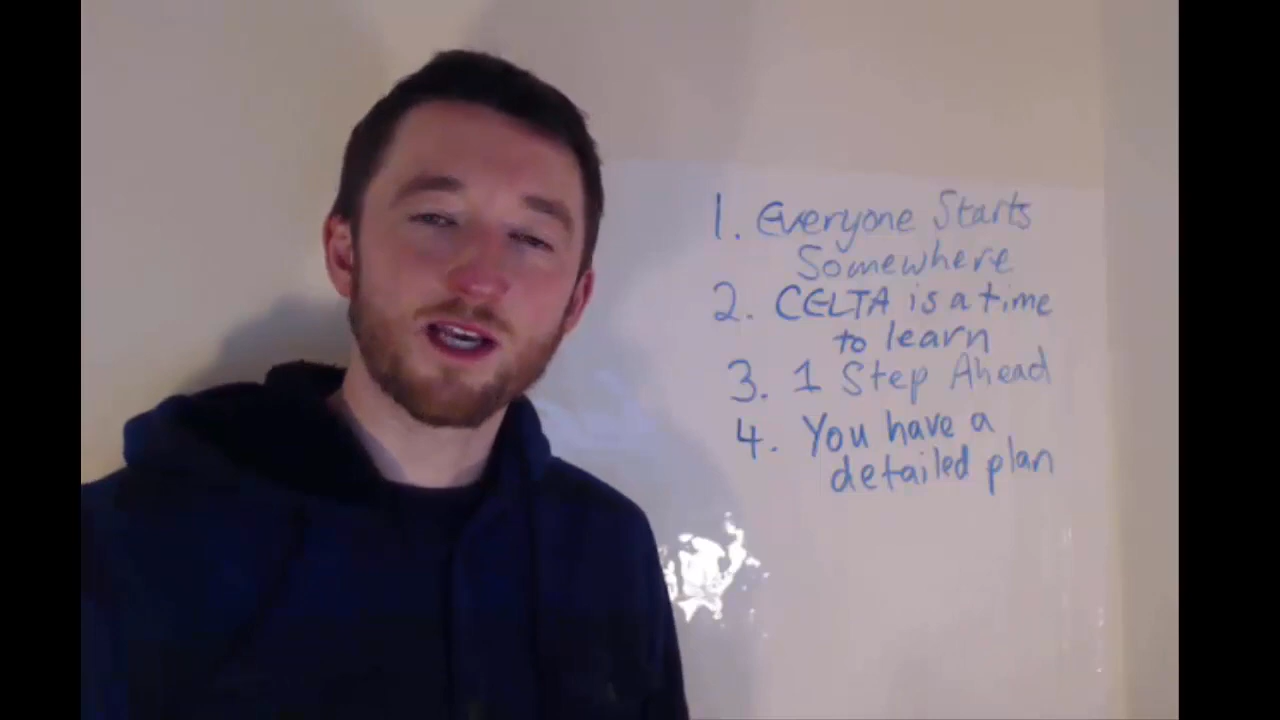 1. Everyone Starts
Somewhere
2. CELTA is a time
to learn
3. 1 Step Ahead
4. You have a
detailed plan